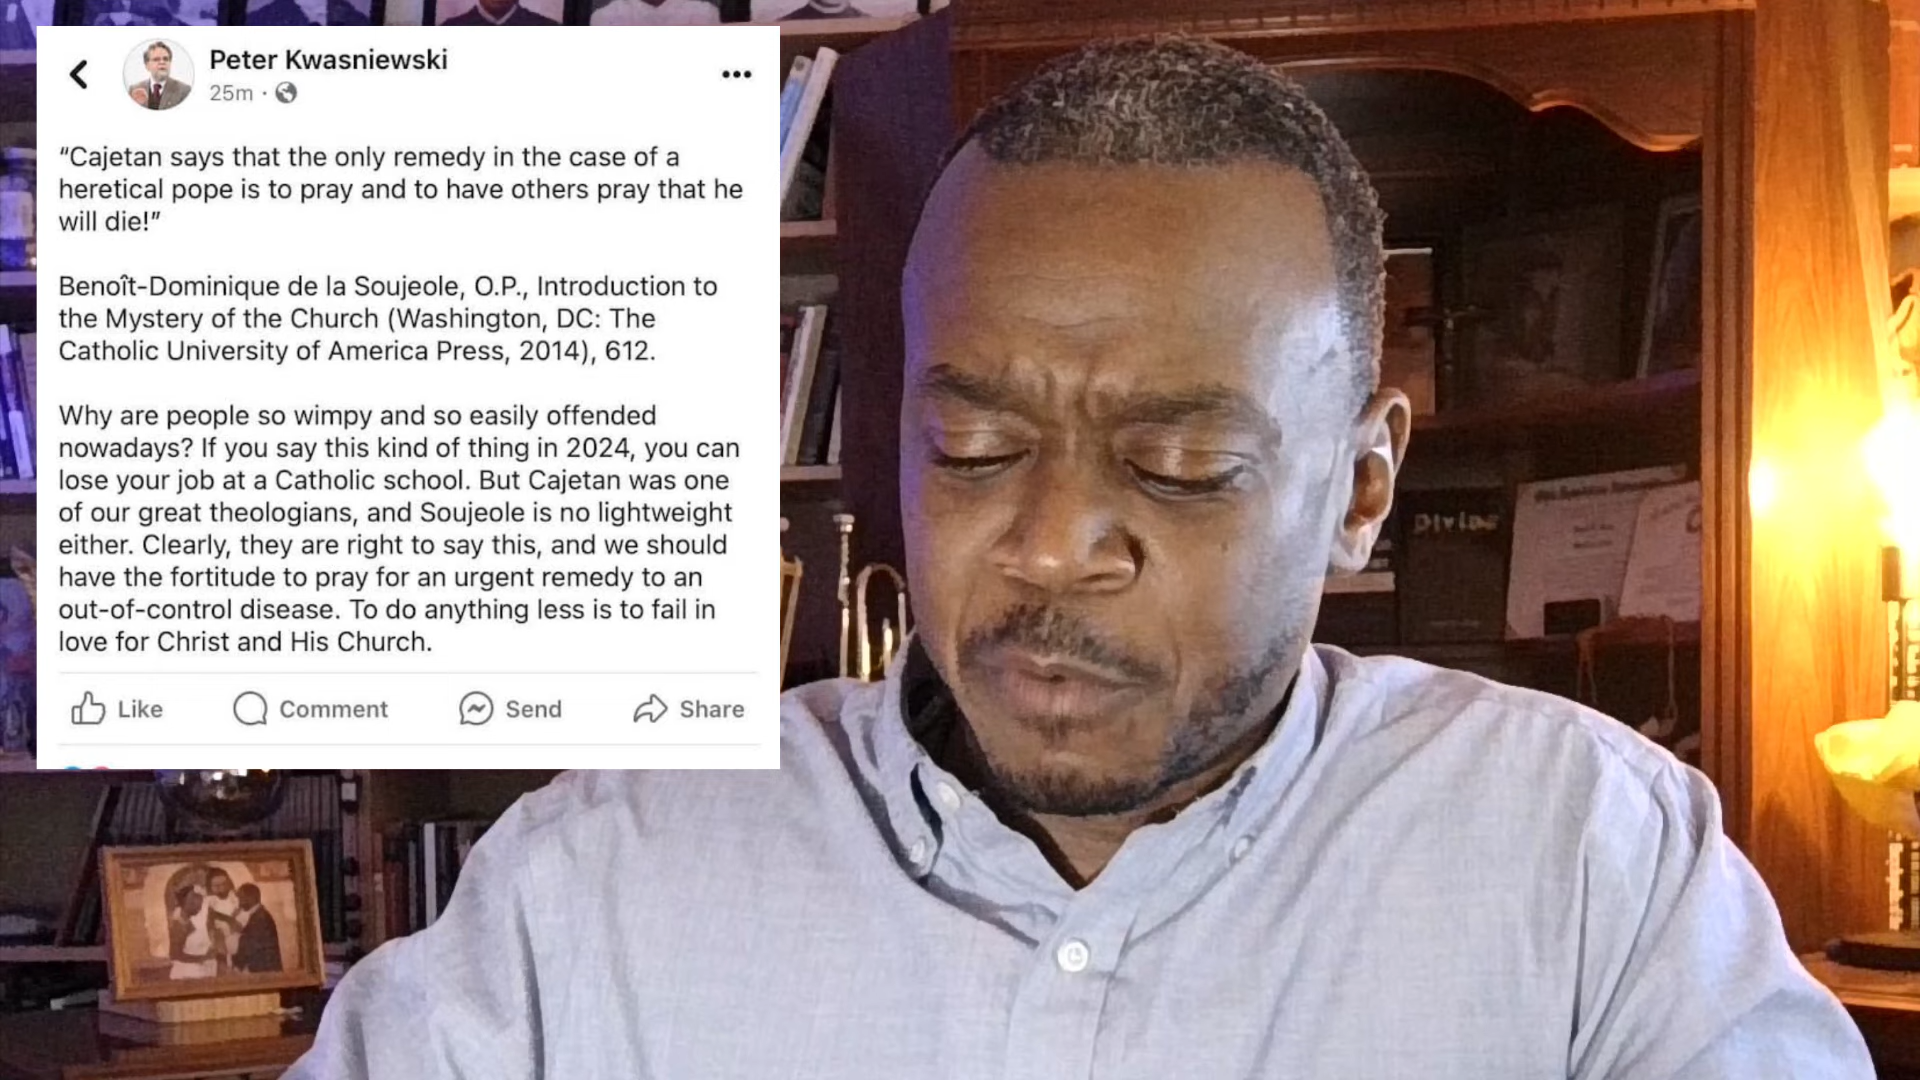 Peter Kwasniewski
25m ·
“Cajetan says that the only remedy in the case of a
heretical pope is to pray and to have others pray that he
will die!”
Benoît-Dominique de la Soujeole, O.P., Introduction to
the Mystery of the Church (Washington, DC: The
Catholic University of America Press, 2014), 612.
Why are people so wimpy and so easily offended
nowadays? If you say this kind of thing in 2024, you can
lose your job at a Catholic school. But Cajetan was one
of our great theologians, and Soujeole is no lightweight
either. Clearly, they are right to say this, and we should
have the fortitude to pray for an urgent remedy to an
out-of-control disease. To do anything less is to fail in
love for Christ and His Church.
Like Comment Send Share
Divine